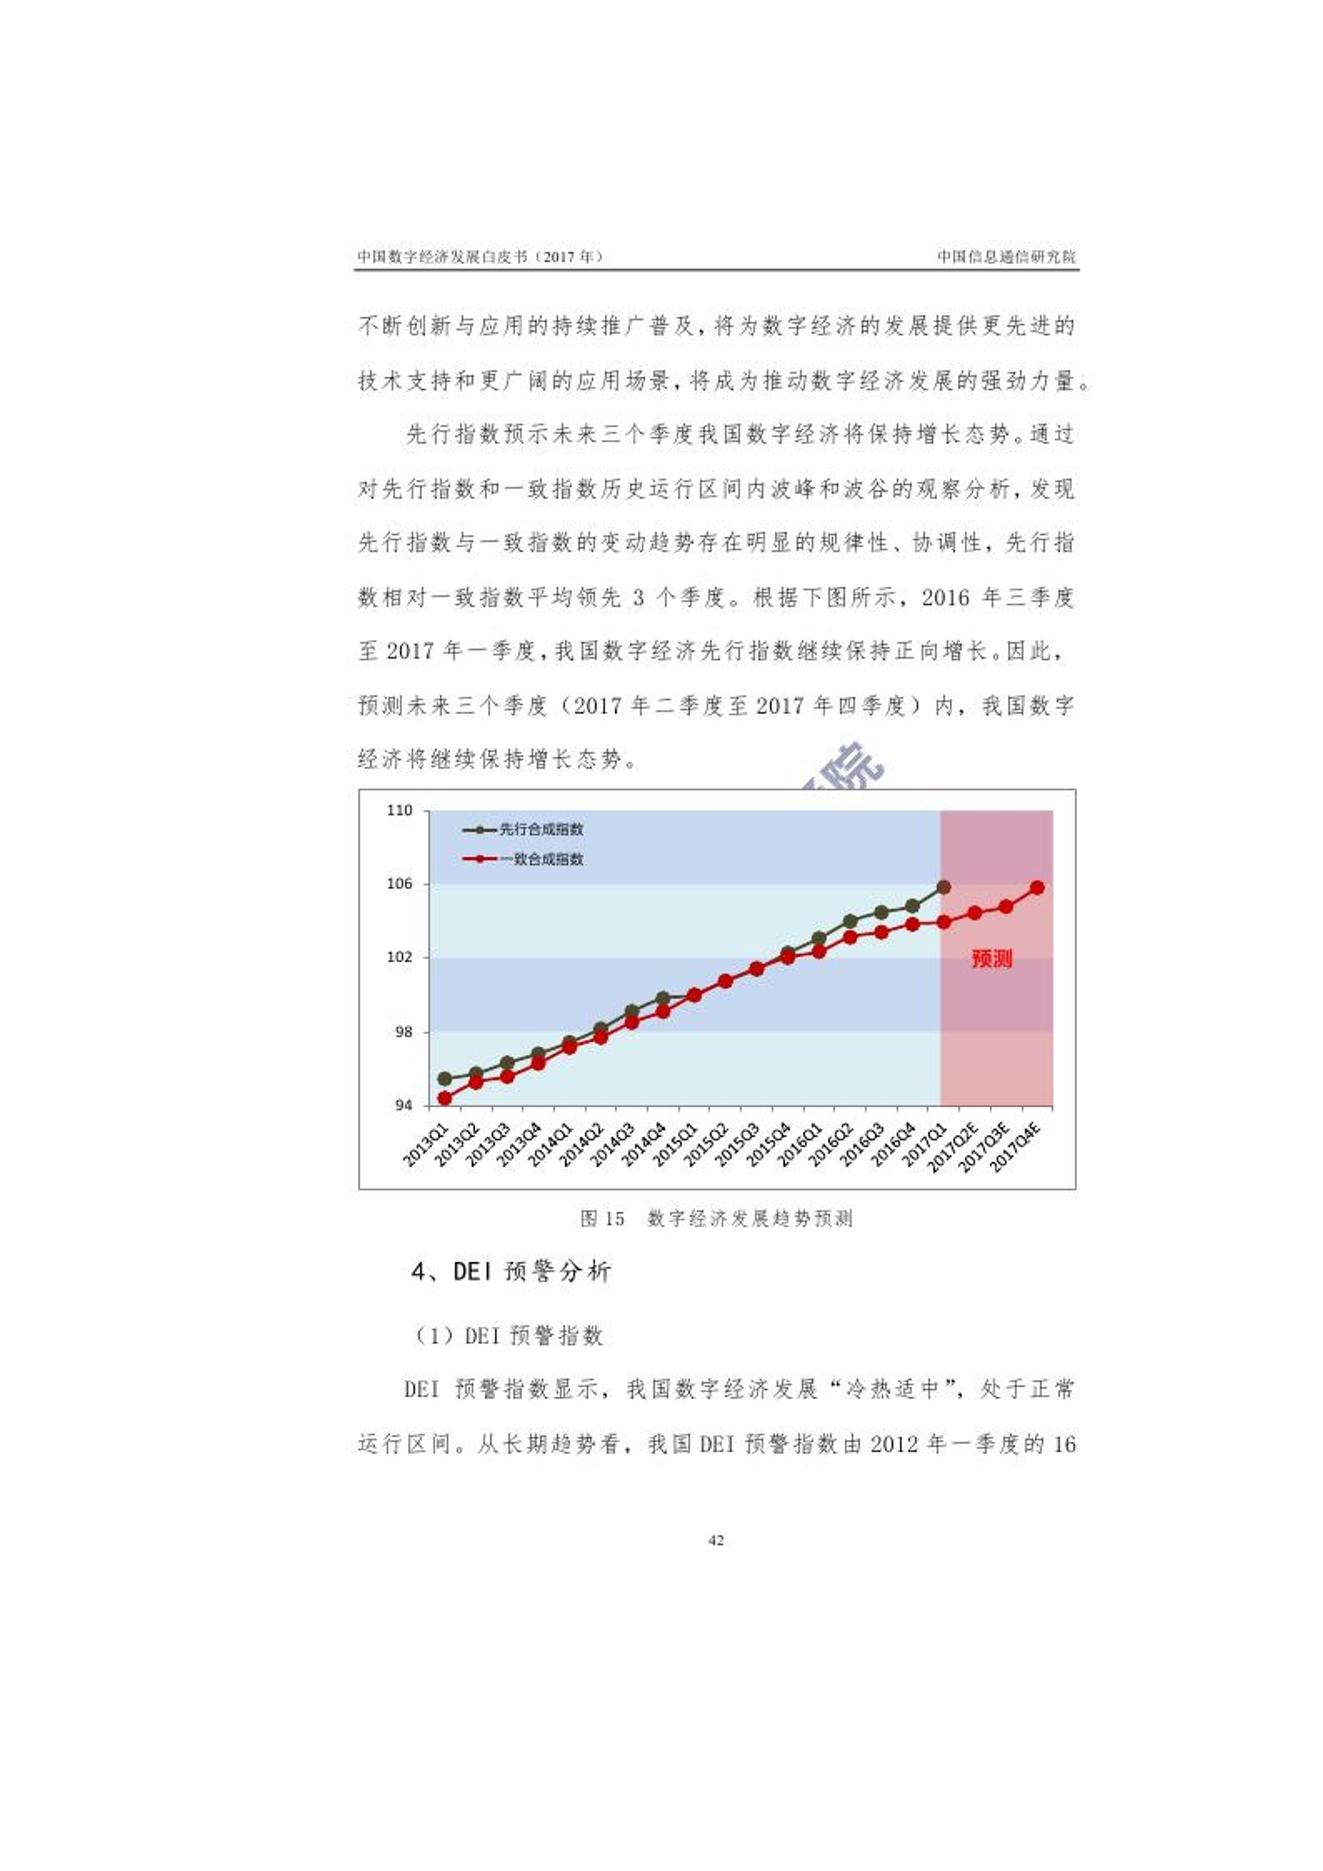 中国数字经济发展白皮书（2017 年）
中国信息通信研究院
不断创新与应用的持续推广普及，将为数字经济的发展提供更先进的
技术支持和更广阔的应用场景，将成为推动数字经济发展的强劲力量。
先行指数预示未来三个季度我国数字经济将保持增长态势。通过
对先行指数和一致指数历史运行区间内波峰和波谷的观察分析，发现
先行指数与一致指数的变动趋势存在明显的规律性、协调性，先行指
数相对一致指数平均领先 3 个季度。根据下图所示，2016 年三季度
至 2017 年一季度，我国数字经济先行指数继续保持正向增长。因此，
预测未来三个季度（2017 年二季度至 2017 年四季度）内，我国数字
经济将继续保持增长态势。
院
110
106
102
98
94
先行合成指数
一致合成指数
预测
2013Q1
2013Q2
2013Q3
2013Q4
2014Q1
2014Q2
2014Q3
2014Q4
2015Q1
2015Q2
2015Q3
2015Q4
2016Q1
2016Q2
2016Q3
2016Q4
2017Q1
2017Q2E
2017Q3E
2017Q4E
图 15 数字经济发展趋势预测
4、DEI 预警分析
（1）DEI 预警指数
DEI 预警指数显示，我国数字经济发展“冷热适中”，处于正常
运行区间。从长期趋势看，我国 DEI 预警指数由 2012 年一季度的 16
42